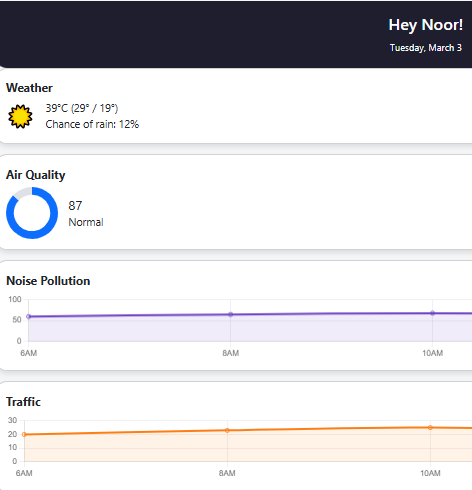 Hey Noor!
Tuesday, March 3
Weather
39°C (29° / 19°)
Chance of rain: 12%
Air Quality
87
Normal
Noise Pollution
100
50
0
6AM 8AM 10AM
Traffic
30
20
10
0
6AM 8AM 10AM